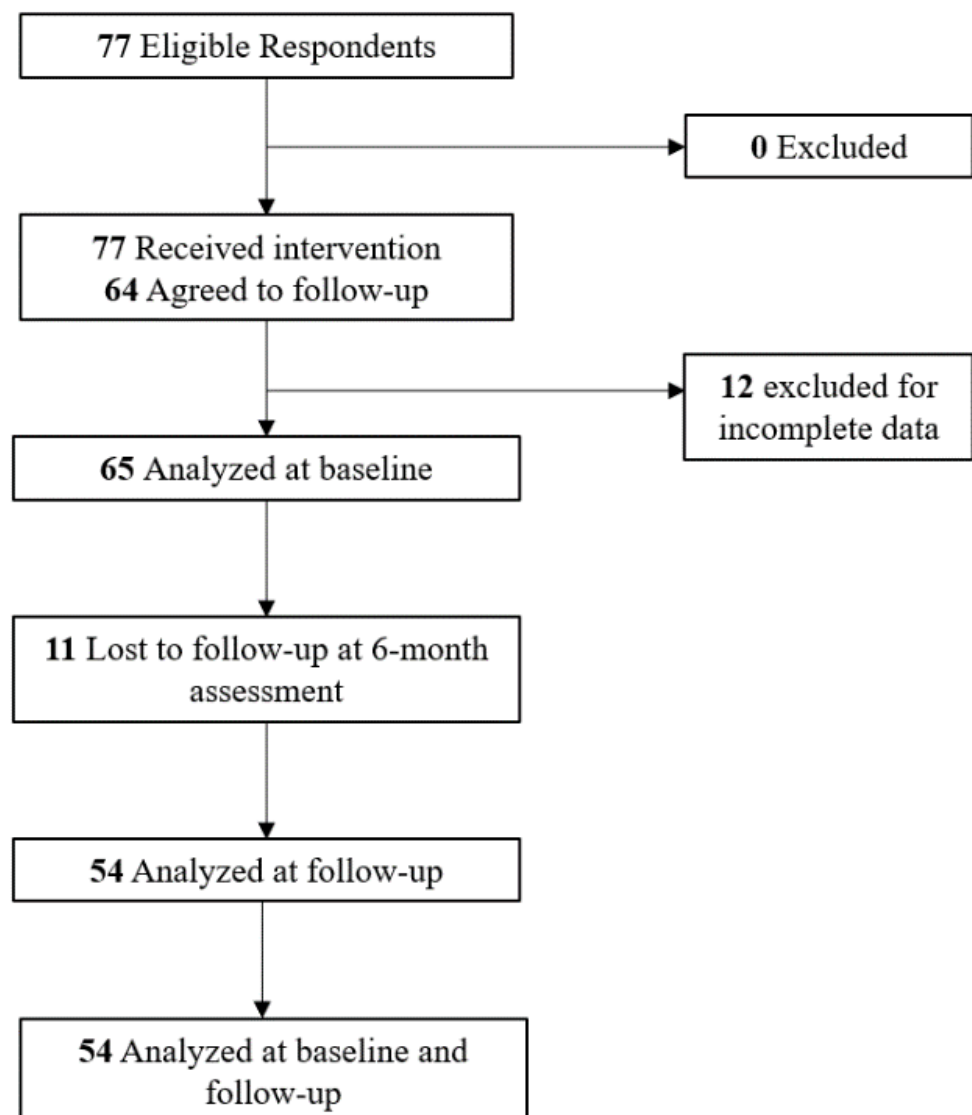 77 Eligible Respondents
0 Excluded
77 Received intervention
64 Agreed to follow-up
12 excluded for
incomplete data
65 Analyzed at baseline
11 Lost to follow-up at 6-month
assessment
54 Analyzed at follow-up
54 Analyzed at baseline and
follow-up